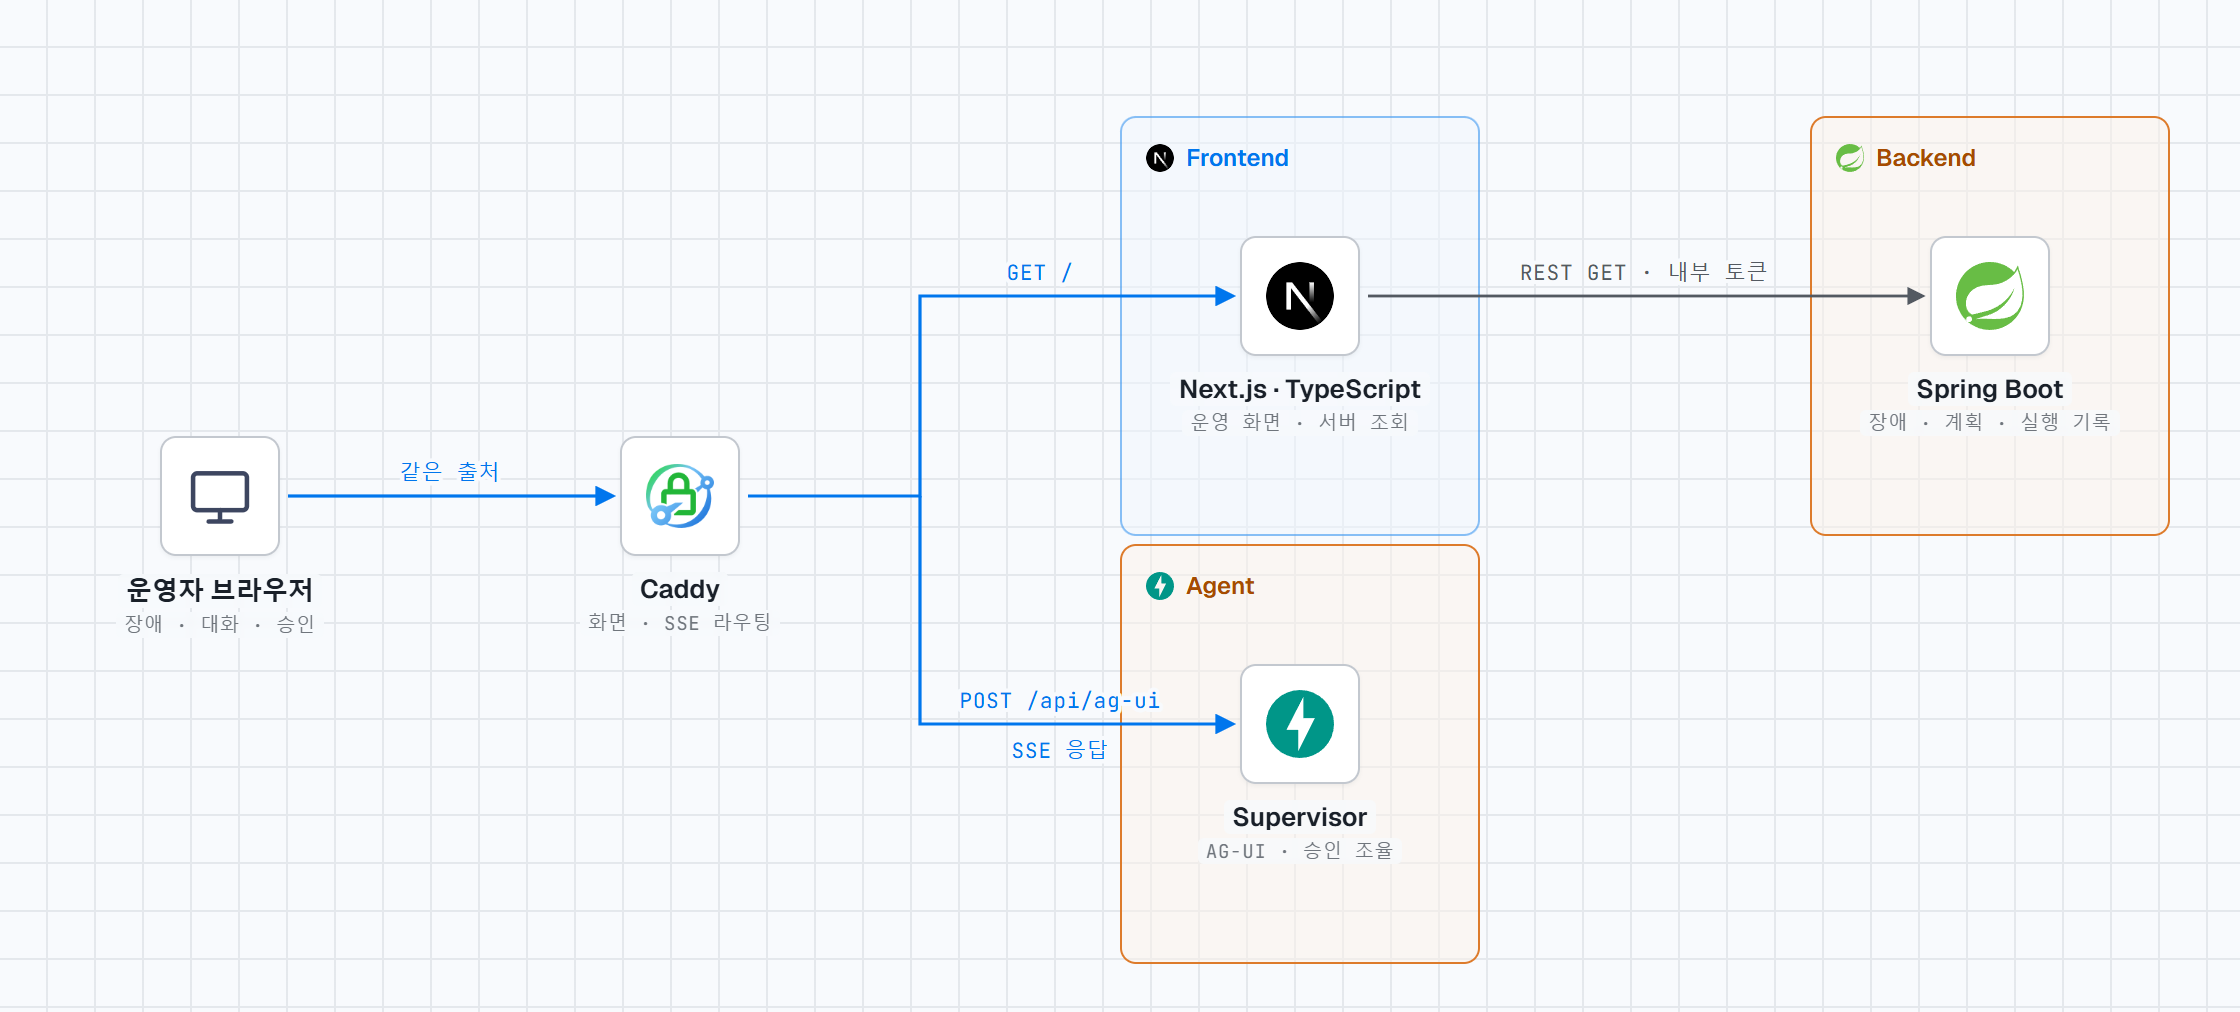 Frontend
Backend
GET /
REST GET · 내부 토큰
Next.js · TypeScript
운영 화면 · 서버 조회
Spring Boot
장애 · 계획 · 실행 기록
같은 출처
운영자 브라우저
장애 · 대화 · 승인
Caddy
화면 · SSE 라우팅
Agent
POST /api/ag-ui
SSE 응답
Supervisor
AG-UI · 승인 조율